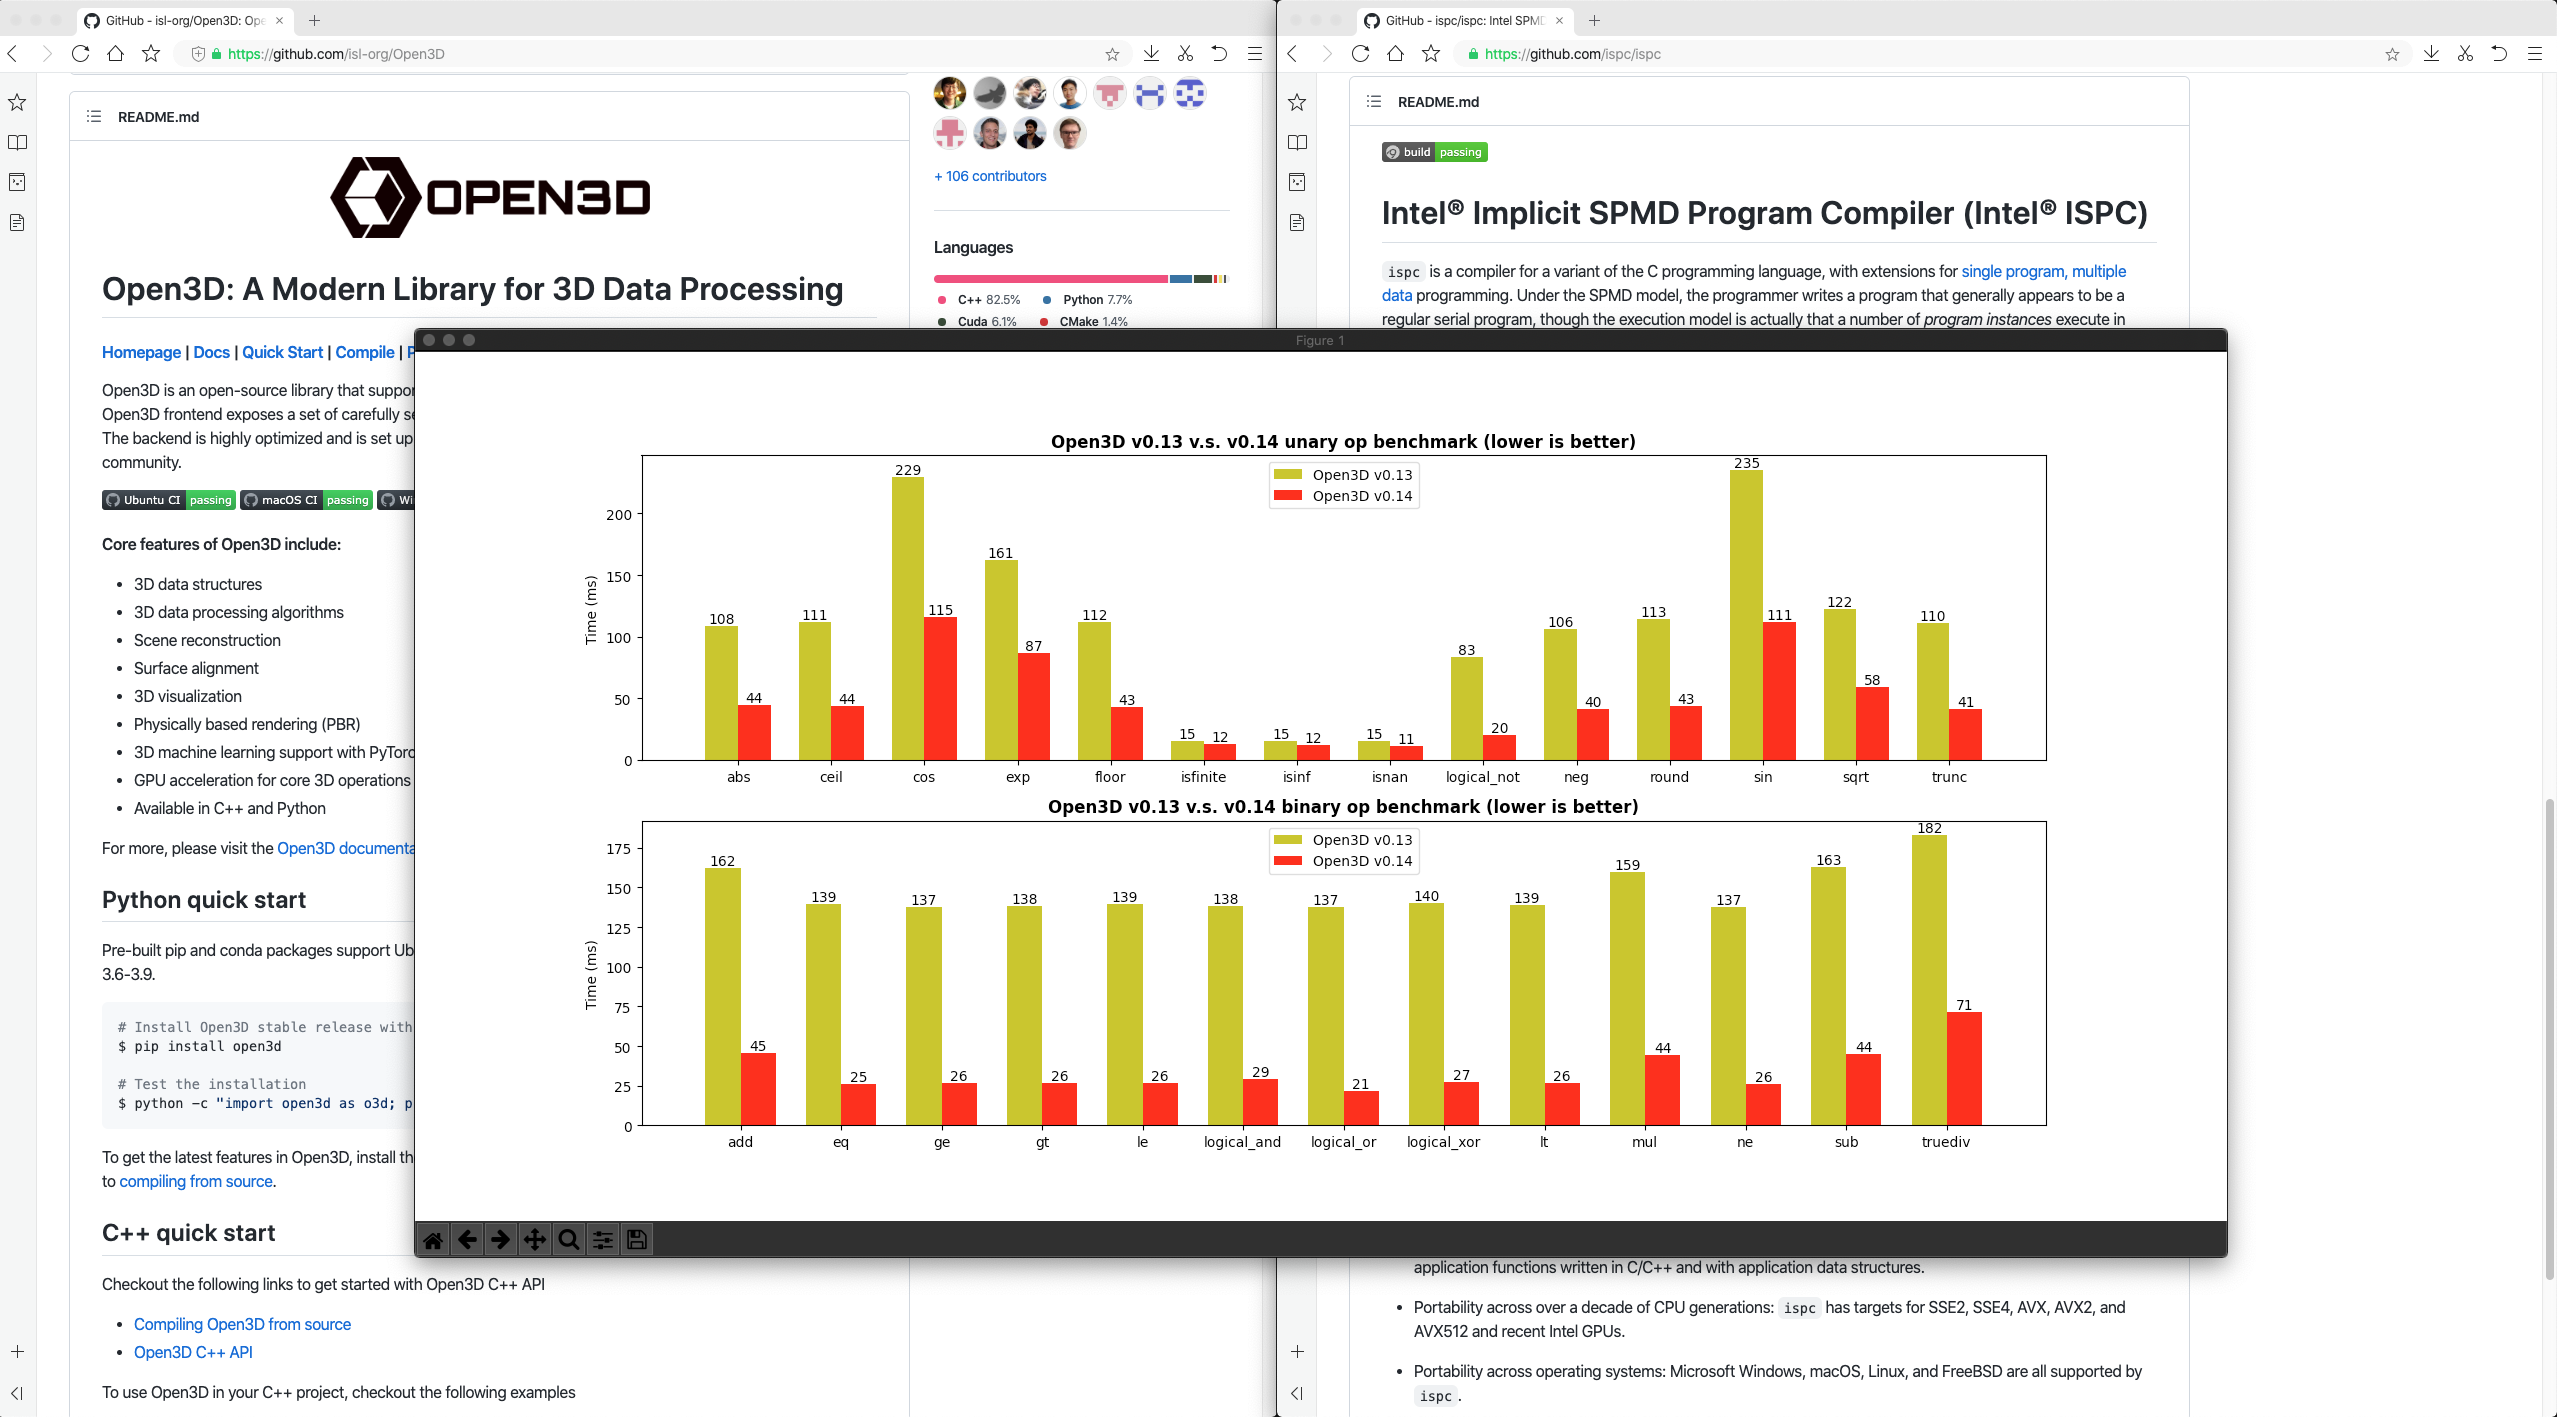 GitHub - isl-org/Open3D: Ope
https://github.com/isl-org/Open3D
README.md
OPEN3D
Open3D: A Modern Library for 3D Data Processing
Homepage | Docs | Quick Start | Compile |
Open3D is an open-source library that suppor
Open3D frontend exposes a set of carefully se
The backend is highly optimized and is set up
community.
Ubuntu CI passing macOS CI passing Wi
Core features of Open3D include:
• 3D data structures
• 3D data processing algorithms
• Scene reconstruction
• Surface alignment
• 3D visualization
• Physically based rendering (PBR)
• 3D machine learning support with PyTorc
• GPU acceleration for core 3D operations
• Available in C++ and Python
For more, please visit the Open3D documenta
Python quick start
Pre-built pip and conda packages support Ub
3.6-3.9.
# Install Open3D stable release with
$ pip install open3d
# Test the installation
$ python -c "import open3d as o3d; p
To get the latest features in Open3D, install th
to compiling from source.
C++ quick start
Checkout the following links to get started with Open3D C++ API
• Compiling Open3D from source
• Open3D C++ API
To use Open3D in your C++ project, checkout the following examples
+ 106 contributors
Languages
C++ 82.5% Python 7.7%
Cuda 6.1% CMake 1.4%
GitHub - ispc/ispc: Intel SPMD
https://github.com/ispc/ispc
README.md
build passing
Intel® Implicit SPMD Program Compiler (Intel® ISPC)
ispc is a compiler for a variant of the C programming language, with extensions for single program, multiple
data programming. Under the SPMD model, the programmer writes a program that generally appears to be a
regular serial program, though the execution model is actually that a number of program instances execute in
Figure 1
Open3D v0.13 v.s. v0.14 unary op benchmark (lower is better)
Open3D v0.13
Open3D v0.14
Time (ms)
200
150
100
50
0
108 44 111 44 229 115 161 87 112 43 15 12 15 12 15 11 83 20 106 40 113 43 235 111 122 58 110 41
abs ceil cos exp floor isfinite isinf isnan logical_not neg round sin sqrt trunc
Open3D v0.13 v.s. v0.14 binary op benchmark (lower is better)
Open3D v0.13
Open3D v0.14
Time (ms)
175
150
125
100
75
50
25
0
162 45 139 25 137 26 138 26 139 26 138 29 137 21 140 27 139 26 159 44 137 26 163 44 182 71
add eq ge gt le logical_and logical_or logical_xor lt mul ne sub truediv
application functions written in C/C++ and with application data structures.
• Portability across over a decade of CPU generations: ispc has targets for SSE2, SSE4, AVX, AVX2, and
AVX512 and recent Intel GPUs.
• Portability across operating systems: Microsoft Windows, macOS, Linux, and FreeBSD are all supported by
ispc .